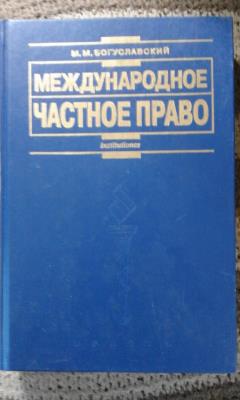 М. М. БОГУСЛАВСКИЙ
МЕЖДУНАРОДНОЕ
ЧАСТНОЕ ПРАВО
institutiones